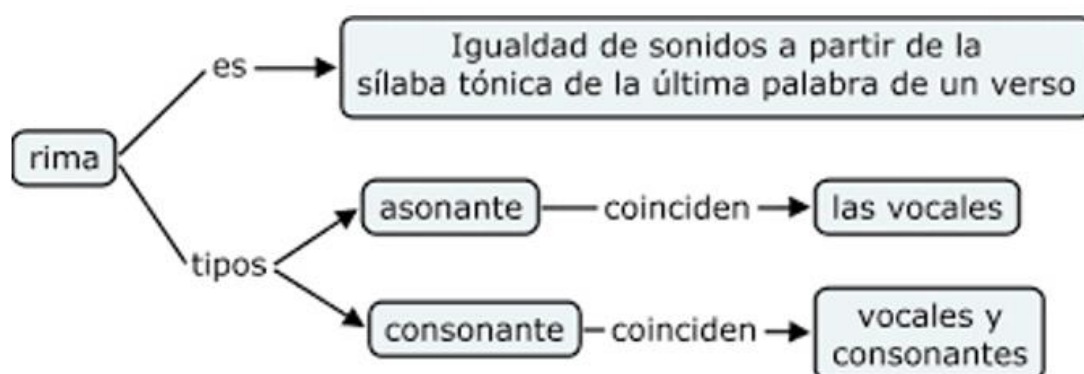 rima
es
Igualdad de sonidos a partir de la
sílaba tónica de la última palabra de un verso
tipos
asonante
coinciden
las vocales
consonante
coinciden
vocales y
consonantes